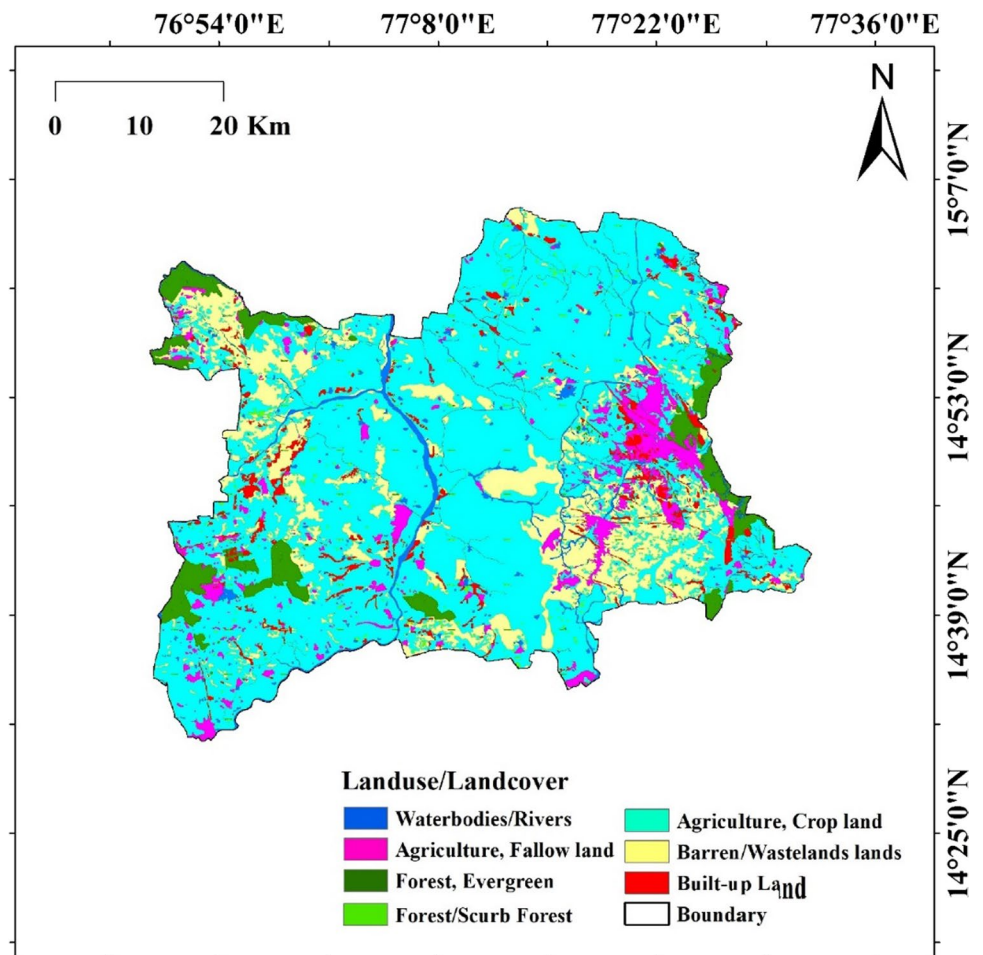 76°54'0"E 77°8'0"E 77°22'0"E 77°36'0"E
N
0 10 20 Km
15°7'0"N
14°53'0"N
14°39'0"N
14°25'0"N
Landuse/Landcover
Waterbodies/Rivers
Agriculture, Fallow land
Forest, Evergreen
Forest/Scurb Forest
Agriculture, Crop land
Barren/Wastelands lands
Built-up Land
Boundary